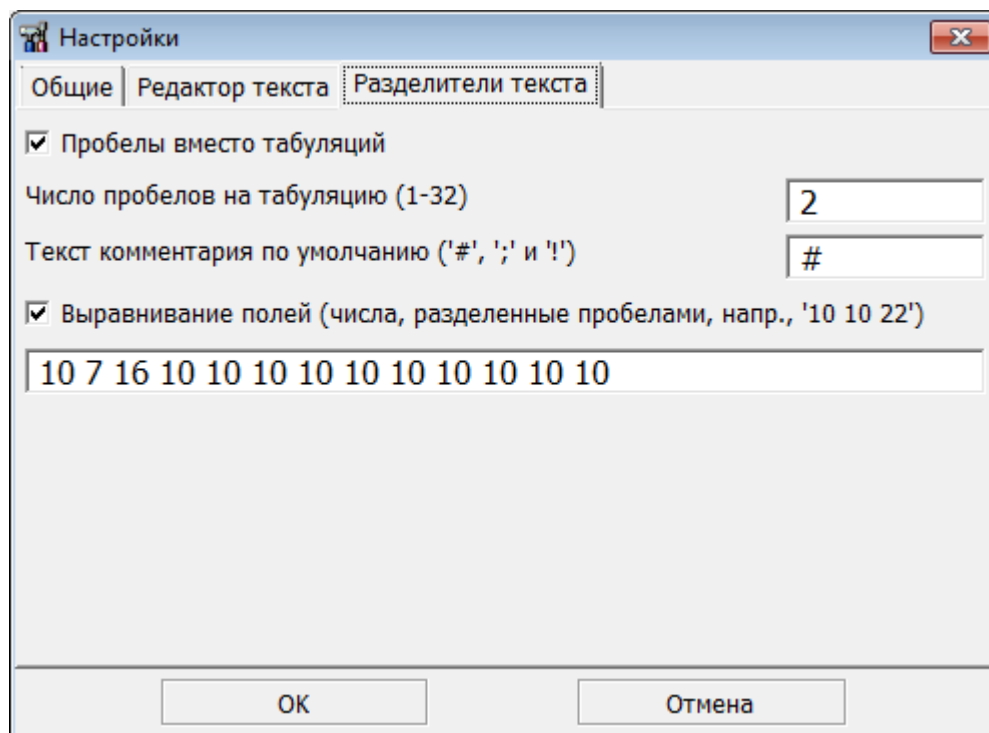 Настройки
Общие Редактор текста Разделители текста
Пробелы вместо табуляций
Число пробелов на табуляцию (1-32) 2
Текст комментария по умолчанию ('#', ';' и '!') #
Выравнивание полей (числа, разделенные пробелами, напр., '10 10 22')
10 7 16 10 10 10 10 10 10 10 10 10 10
ОК Отмена